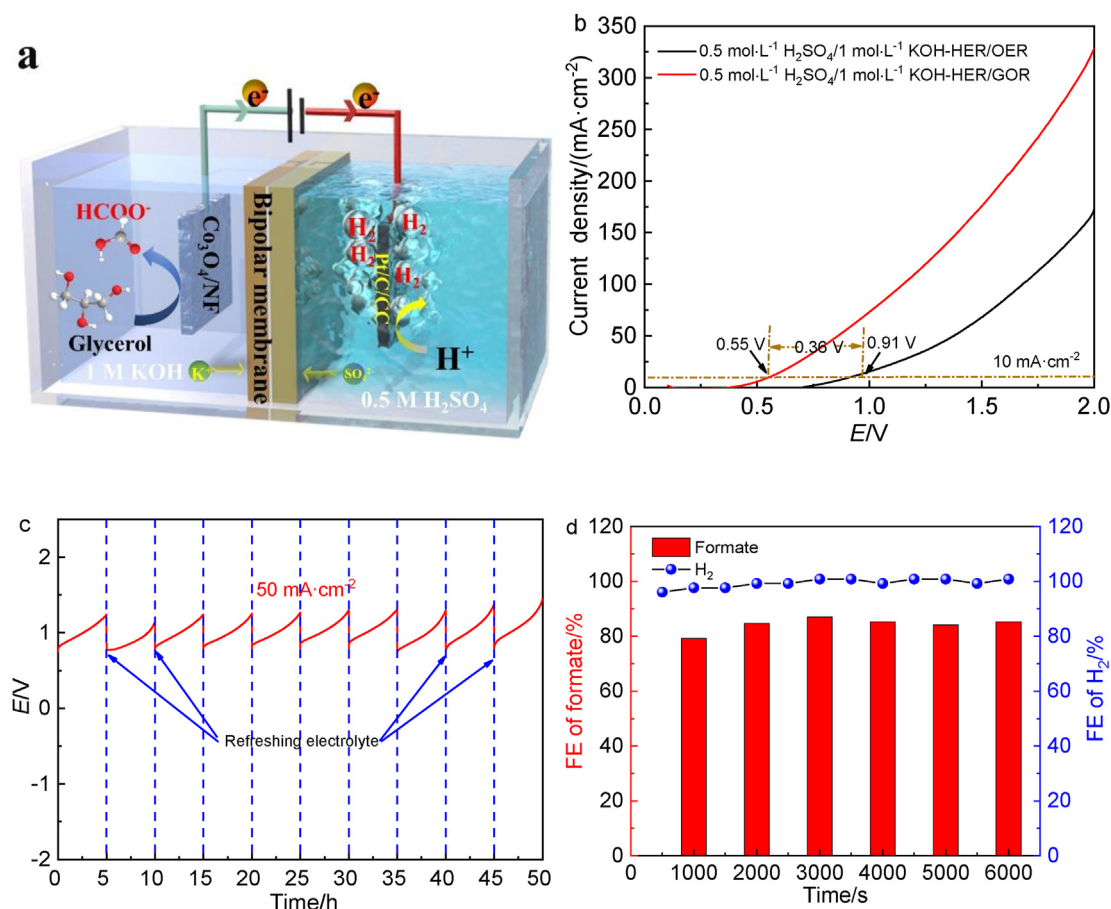 a
e⁻
e⁻
HCOO⁻
Glycerol
Co₃O₄/NF
Bipolar membrane
H₂
H₂
H₂
H₂
Pt/C/CC
H⁺
1 M KOH
K⁺
SO₄²⁻
0.5 M H₂SO₄
b
0.5 mol·L⁻¹ H₂SO₄/1 mol·L⁻¹ KOH-HER/OER
0.5 mol·L⁻¹ H₂SO₄/1 mol·L⁻¹ KOH-HER/GOR
Current density/(mA·cm⁻²)
350
300
250
200
150
100
50
0
0.55 V
0.36 V
0.91 V
10 mA·cm⁻²
0.0 0.5 1.0 1.5 2.0
E/V
c
50 mA·cm⁻²
E/V
2
1
0
-1
-2
Refreshing electrolyte
0 5 10 15 20 25 30 35 40 45 50
Time/h
d
Formate
H₂
FE of formate/%
120
100
80
60
40
20
0
FE of H₂/%
120
100
80
60
40
20
0
1000 2000 3000 4000 5000 6000
Time/s